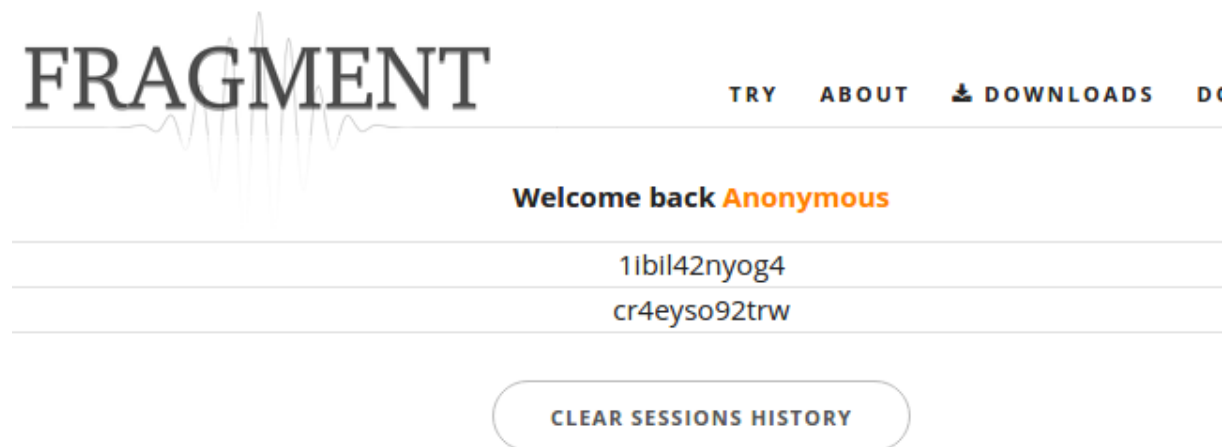 FRAGMENT
TRY ABOUT DOWNLOADS
Welcome back Anonymous
1ibil42nyog4
cr4eyso92trw
CLEAR SESSIONS HISTORY